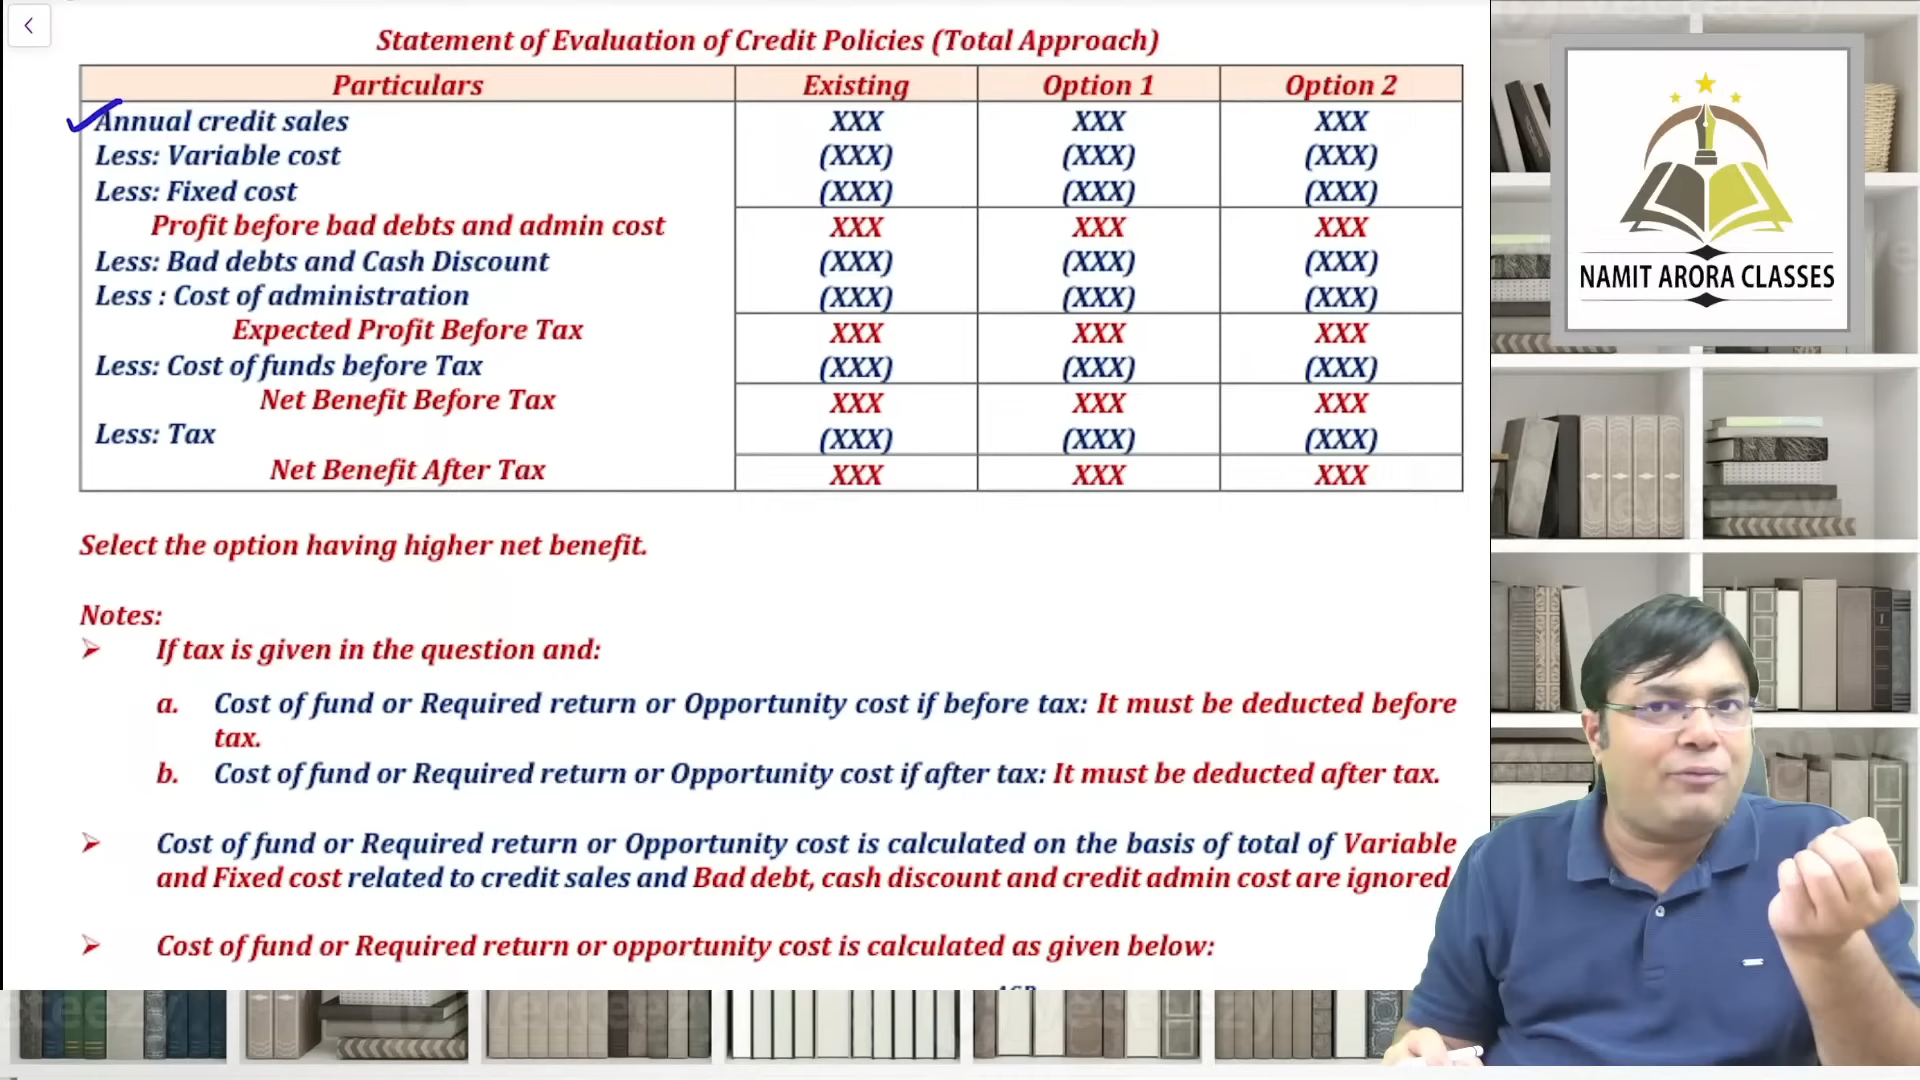 Statement of Evaluation of Credit Policies (Total Approach)
Particulars Existing Option 1 Option 2
Annual credit sales XXX XXX XXX
Less: Variable cost (XXX) (XXX) (XXX)
Less: Fixed cost (XXX) (XXX) (XXX)
Profit before bad debts and admin cost XXX XXX XXX
Less: Bad debts and Cash Discount (XXX) (XXX) (XXX)
Less : Cost of administration (XXX) (XXX) (XXX)
Expected Profit Before Tax XXX XXX XXX
Less: Cost of funds before Tax (XXX) (XXX) (XXX)
Net Benefit Before Tax XXX XXX XXX
Less: Tax (XXX) (XXX) (XXX)
Net Benefit After Tax XXX XXX XXX
Select the option having higher net benefit.
Notes:
If tax is given in the question and:
a. Cost of fund or Required return or Opportunity cost if before tax: It must be deducted before
tax.
b. Cost of fund or Required return or Opportunity cost if after tax: It must be deducted after tax.
Cost of fund or Required return or Opportunity cost is calculated on the basis of total of Variable
and Fixed cost related to credit sales and Bad debt, cash discount and credit admin cost are ignored
Cost of fund or Required return or opportunity cost is calculated as given below:
NAMIT ARORA CLASSES